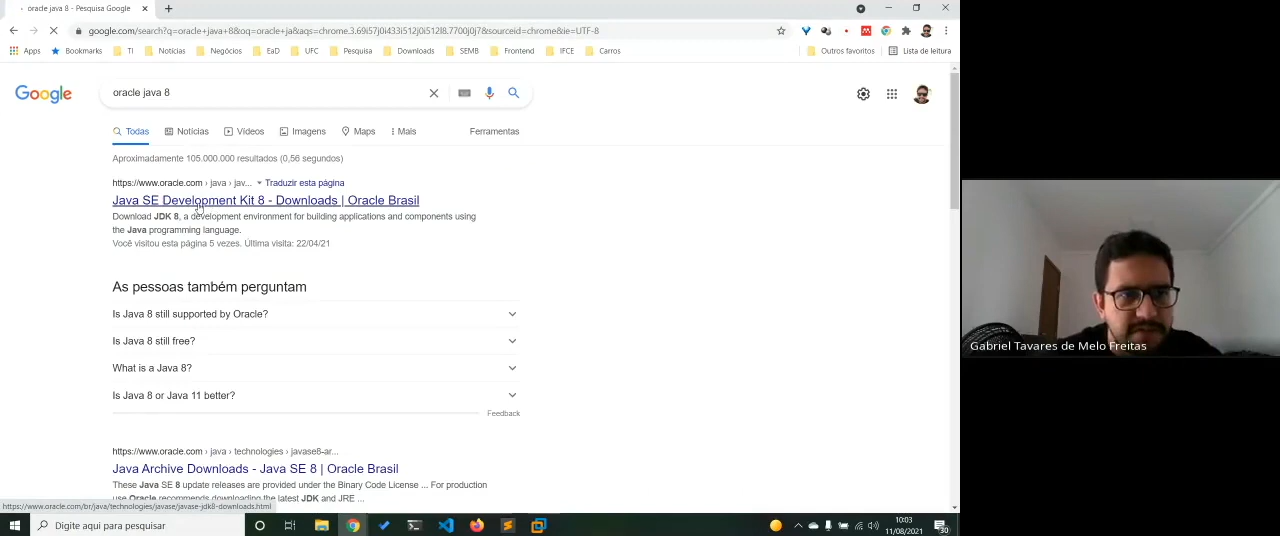 oracle java 8 - Pesquisa Google
google.com/search?q=oracle+java+8&oq=oracle+ja&aqs=chrome.3.69i57j0i433i512j0i512l8.7700j0j7&sourceid=chrome&ie=UTF-8
Apps Bookmarks TI Notícias Negócios EaD UFC Pesquisa Downloads SEMB Frontend IFCE Carros Outros favoritos Lista de leitura
Google oracle java 8
Todas Notícias Vídeos Imagens Maps Mais Ferramentas
Aproximadamente 105.000.000 resultados (0,56 segundos)
https://www.oracle.com › java › jav... Traduzir esta página
Java SE Development Kit 8 - Downloads | Oracle Brasil
Download JDK 8, a development environment for building applications and components using
the Java programming language.
Você visitou esta página 5 vezes. Última visita: 22/04/21
As pessoas também perguntam
Is Java 8 still supported by Oracle?
Is Java 8 still free?
What is a Java 8?
Is Java 8 or Java 11 better?
Feedback
https://www.oracle.com › java › technologies › javase8-ar...
Java Archive Downloads - Java SE 8 | Oracle Brasil
These Java SE 8 update releases are provided under the Binary Code License ... For production
use Oracle recommends downloading the latest JDK and JRE ...
https://www.oracle.com/br/java/technologies/javase/javase-jdk8-downloads.html
Digite aqui para pesquisar
10:03
11/08/2021
30
Gabriel Tavares de Melo Freitas